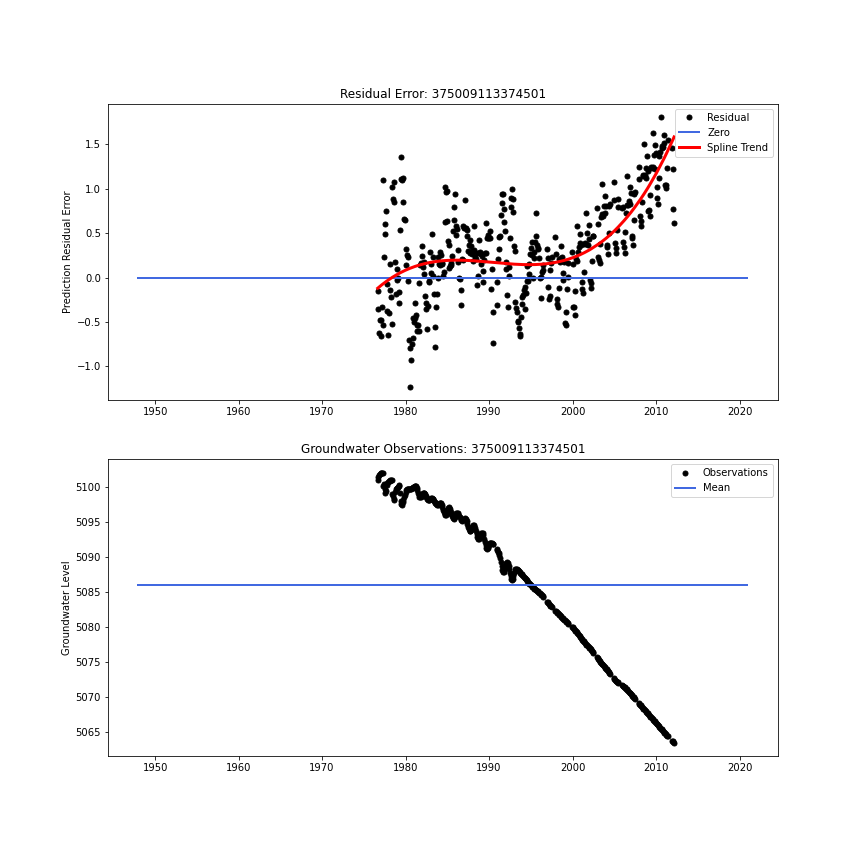 Residual Error: 375009113374501
Residual
Zero
Spline Trend
Prediction Residual Error
1.5
1.0
0.5
0.0
−0.5
−1.0
1950 1960 1970 1980 1990 2000 2010 2020
Groundwater Observations: 375009113374501
Observations
Mean
Groundwater Level
5100
5095
5090
5085
5080
5075
5070
5065
1950 1960 1970 1980 1990 2000 2010 2020